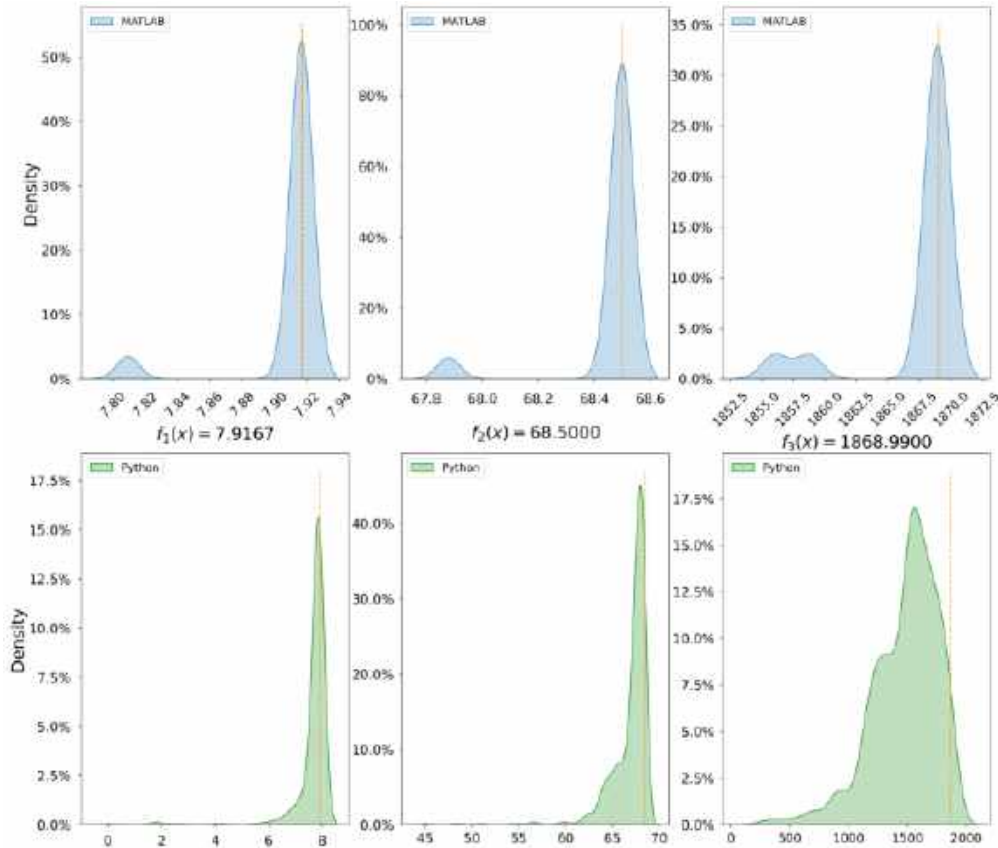 MATLAB
MATLAB
MATLAB
Density
50%
40%
30%
20%
10%
0%
100%
80%
60%
40%
20%
0%
35.0%
30.0%
25.0%
20.0%
15.0%
10.0%
5.0%
0.0%
7.80 7.82 7.84 7.86 7.88 7.90 7.92 7.94
67.8 68.0 68.2 68.4 68.6
1852.5 1855.0 1857.5 1860.0 1862.5 1865.0 1867.5 1870.0 1872.5
f₁(x) = 7.9167
f₂(x) = 68.5000
f₃(x) = 1868.9900
Python
Python
Python
Density
17.5%
15.0%
12.5%
10.0%
7.5%
5.0%
2.5%
0.0%
40.0%
30.0%
20.0%
10.0%
0.0%
17.5%
15.0%
12.5%
10.0%
7.5%
5.0%
2.5%
0.0%
0 2 4 6 8
45 50 55 60 65 70
0 500 1000 1500 2000